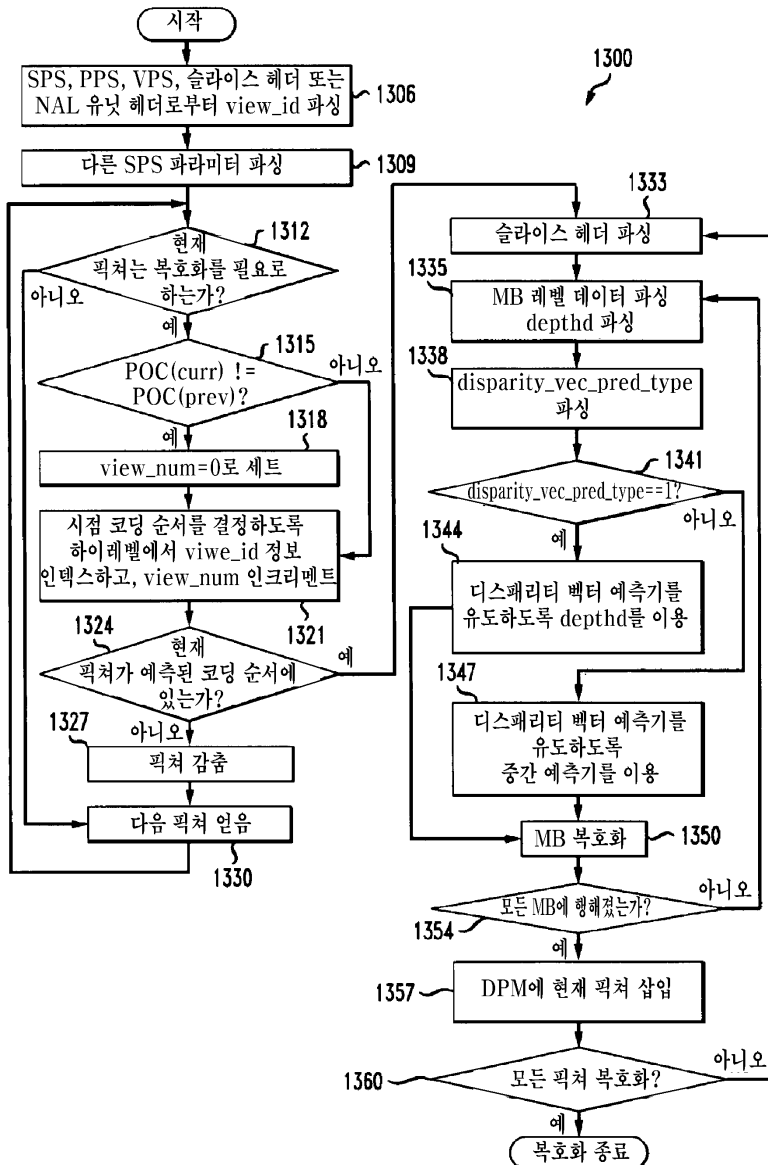 시작
1300
SPS, PPS, VPS, 슬라이스 헤더 또는
NAL 유닛 헤더로부터 view_id 파싱
1306
다른 SPS 파라미터 파싱
1309
1312
현재
픽쳐는 복호화를 필요로
하는가?
아니오
예
1315
POC(curr) !=
POC(prev)?
아니오
예
1318
view_num=0로 세트
시점 코딩 순서를 결정하도록
하이레벨에서 viwe_id 정보
인텍스하고, view_num 인크리멘트
1321
1324
현재
픽쳐가 예측된 코딩 순서에
있는가?
예
아니오
1327
픽쳐 감춤
다음 픽쳐 얻음
1330
1333
슬라이스 헤더 파싱
1335
MB 레벨 데이터 파싱
depthd 파싱
1338
disparity_vec_pred_type
파싱
1341
disparity_vec_pred_type==1?
아니오
예
1344
디스패리티 벡터 예측기를
유도하도록 depthd를 이용
1347
디스패리티 벡터 예측기를
유도하도록
중간 예측기를 이용
MB 복호화
1350
모든 MB에 행해졌는가?
아니오
1354
예
1357
DPM에 현재 픽쳐 삽입
모든 픽쳐 복호화?
아니오
1360
예
복호화 종료